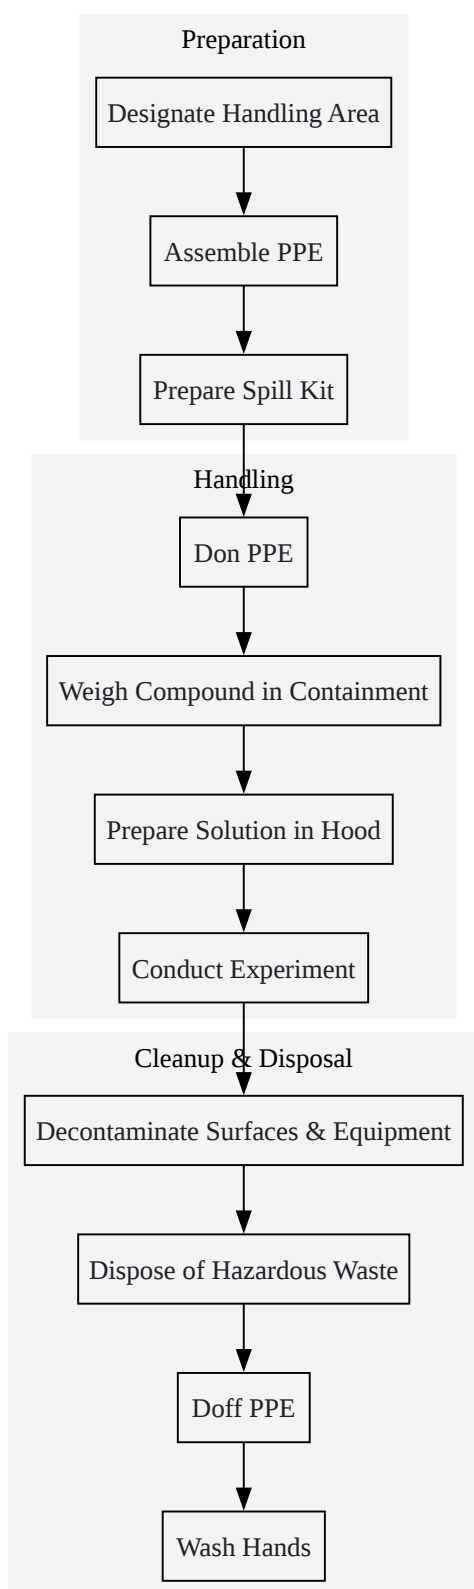 Preparation
Designate Handling Area
Assemble PPE
Prepare Spill Kit
Handling
Don PPE
Weigh Compound in Containment
Prepare Solution in Hood
Conduct Experiment
Cleanup & Disposal
Decontaminate Surfaces & Equipment
Dispose of Hazardous Waste
Doff PPE
Wash Hands